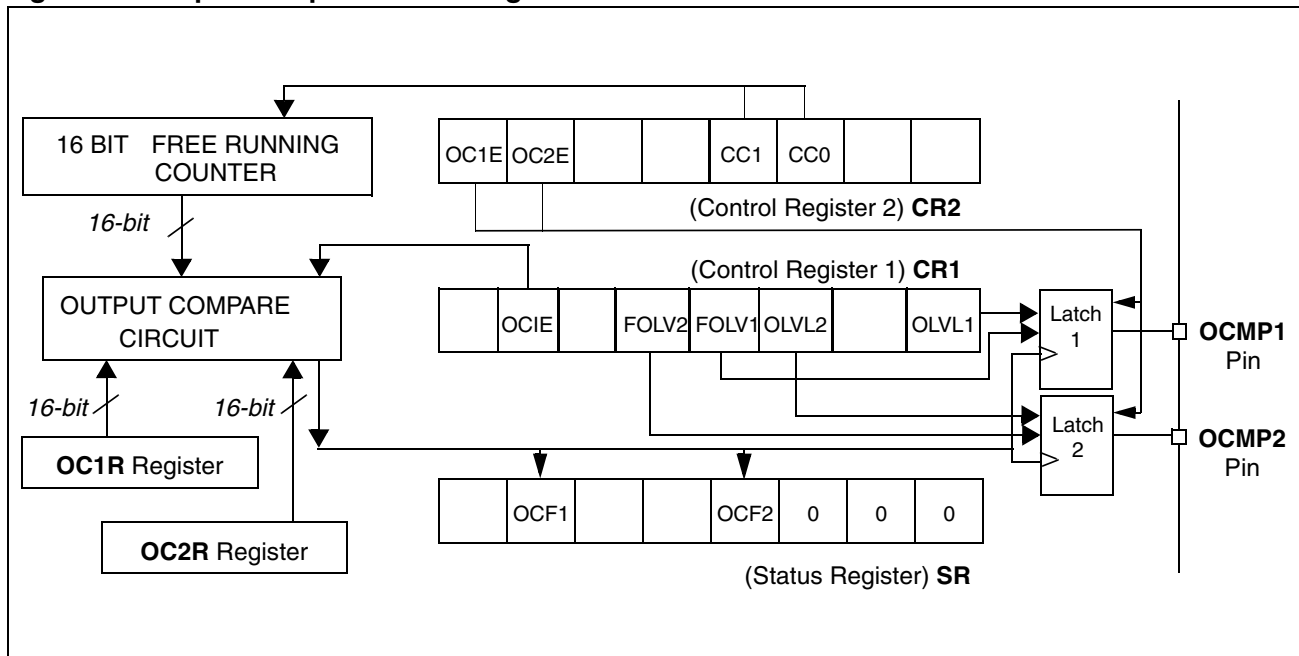 16 BIT FREE RUNNING
COUNTER
OC1E OC2E CC1 CC0
(Control Register 2) CR2
16-bit
(Control Register 1) CR1
OUTPUT COMPARE
CIRCUIT
OCIE FOLV2 FOLV1 OLVL2 OLVL1
Latch
1
OCMP1
Pin
16-bit 16-bit
Latch
2
OCMP2
Pin
OC1R Register
OCF1 OCF2 0 0 0
OC2R Register
(Status Register) SR